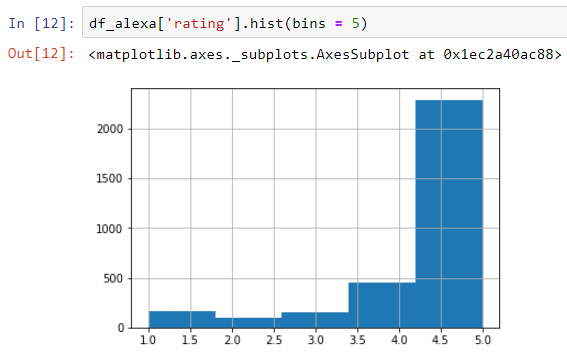 In [12]: df_alexa['rating'].hist(bins = 5)
Out[12]: <matplotlib.axes._subplots.AxesSubplot at 0x1ec2a40ac88>
2000
1500
1000
500
0
1.0 1.5 2.0 2.5 3.0 3.5 4.0 4.5 5.0